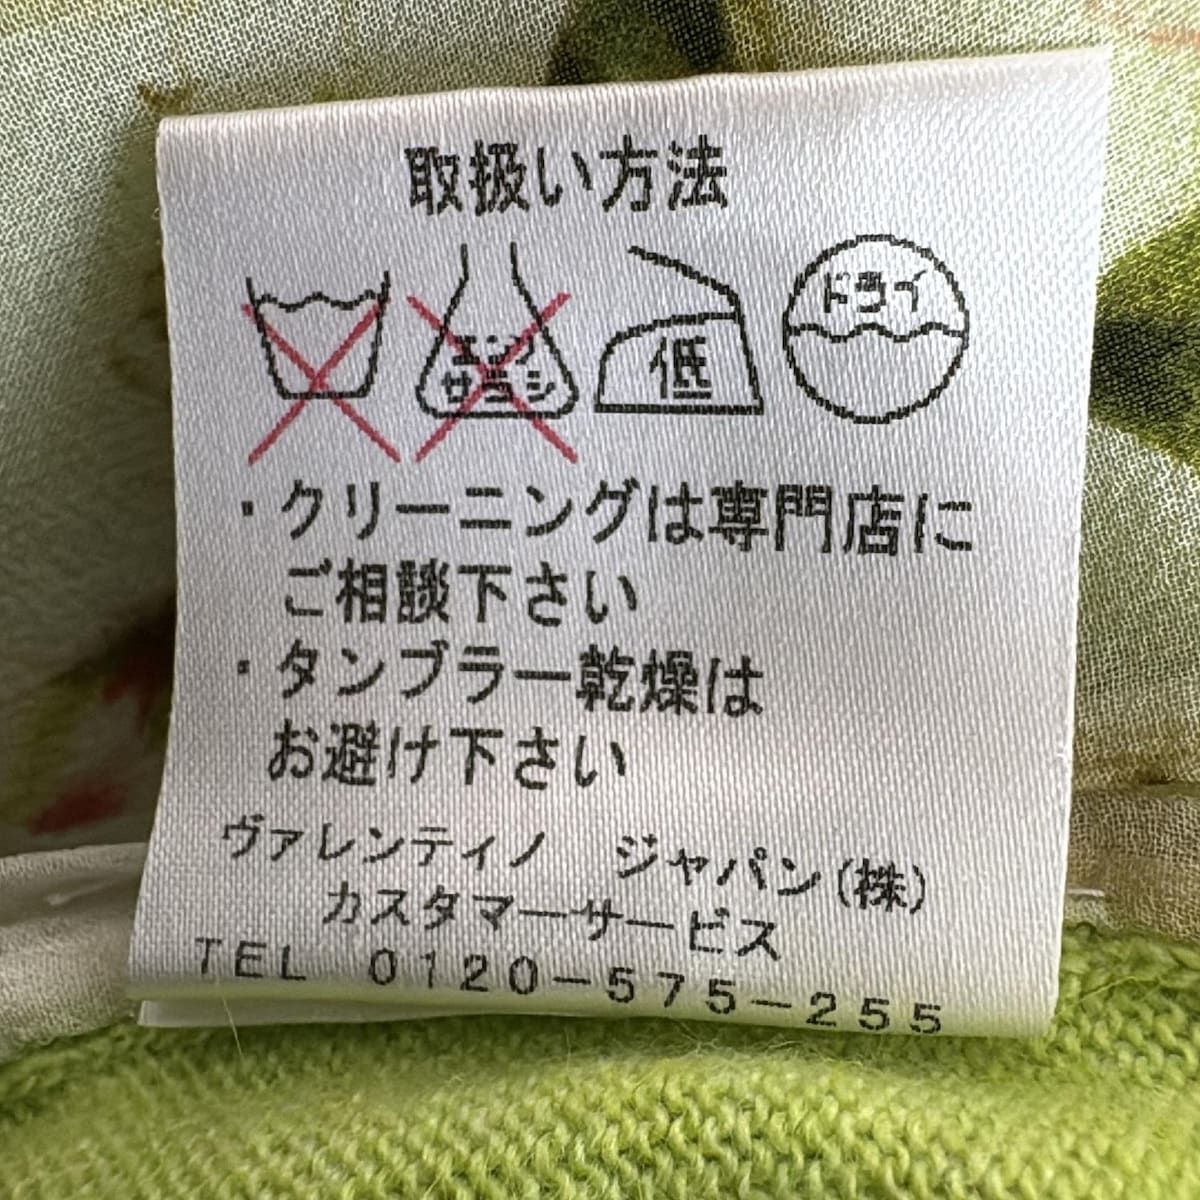 取扱い方法
エンソ
サラシ
低
ドライ
・クリーニングは専門店に
ご相談下さい
・タンブラー乾燥は
お避け下さい
ヴァレンティノ ジャパン(株)
カスタマーサービス
TEL 0120-575-255